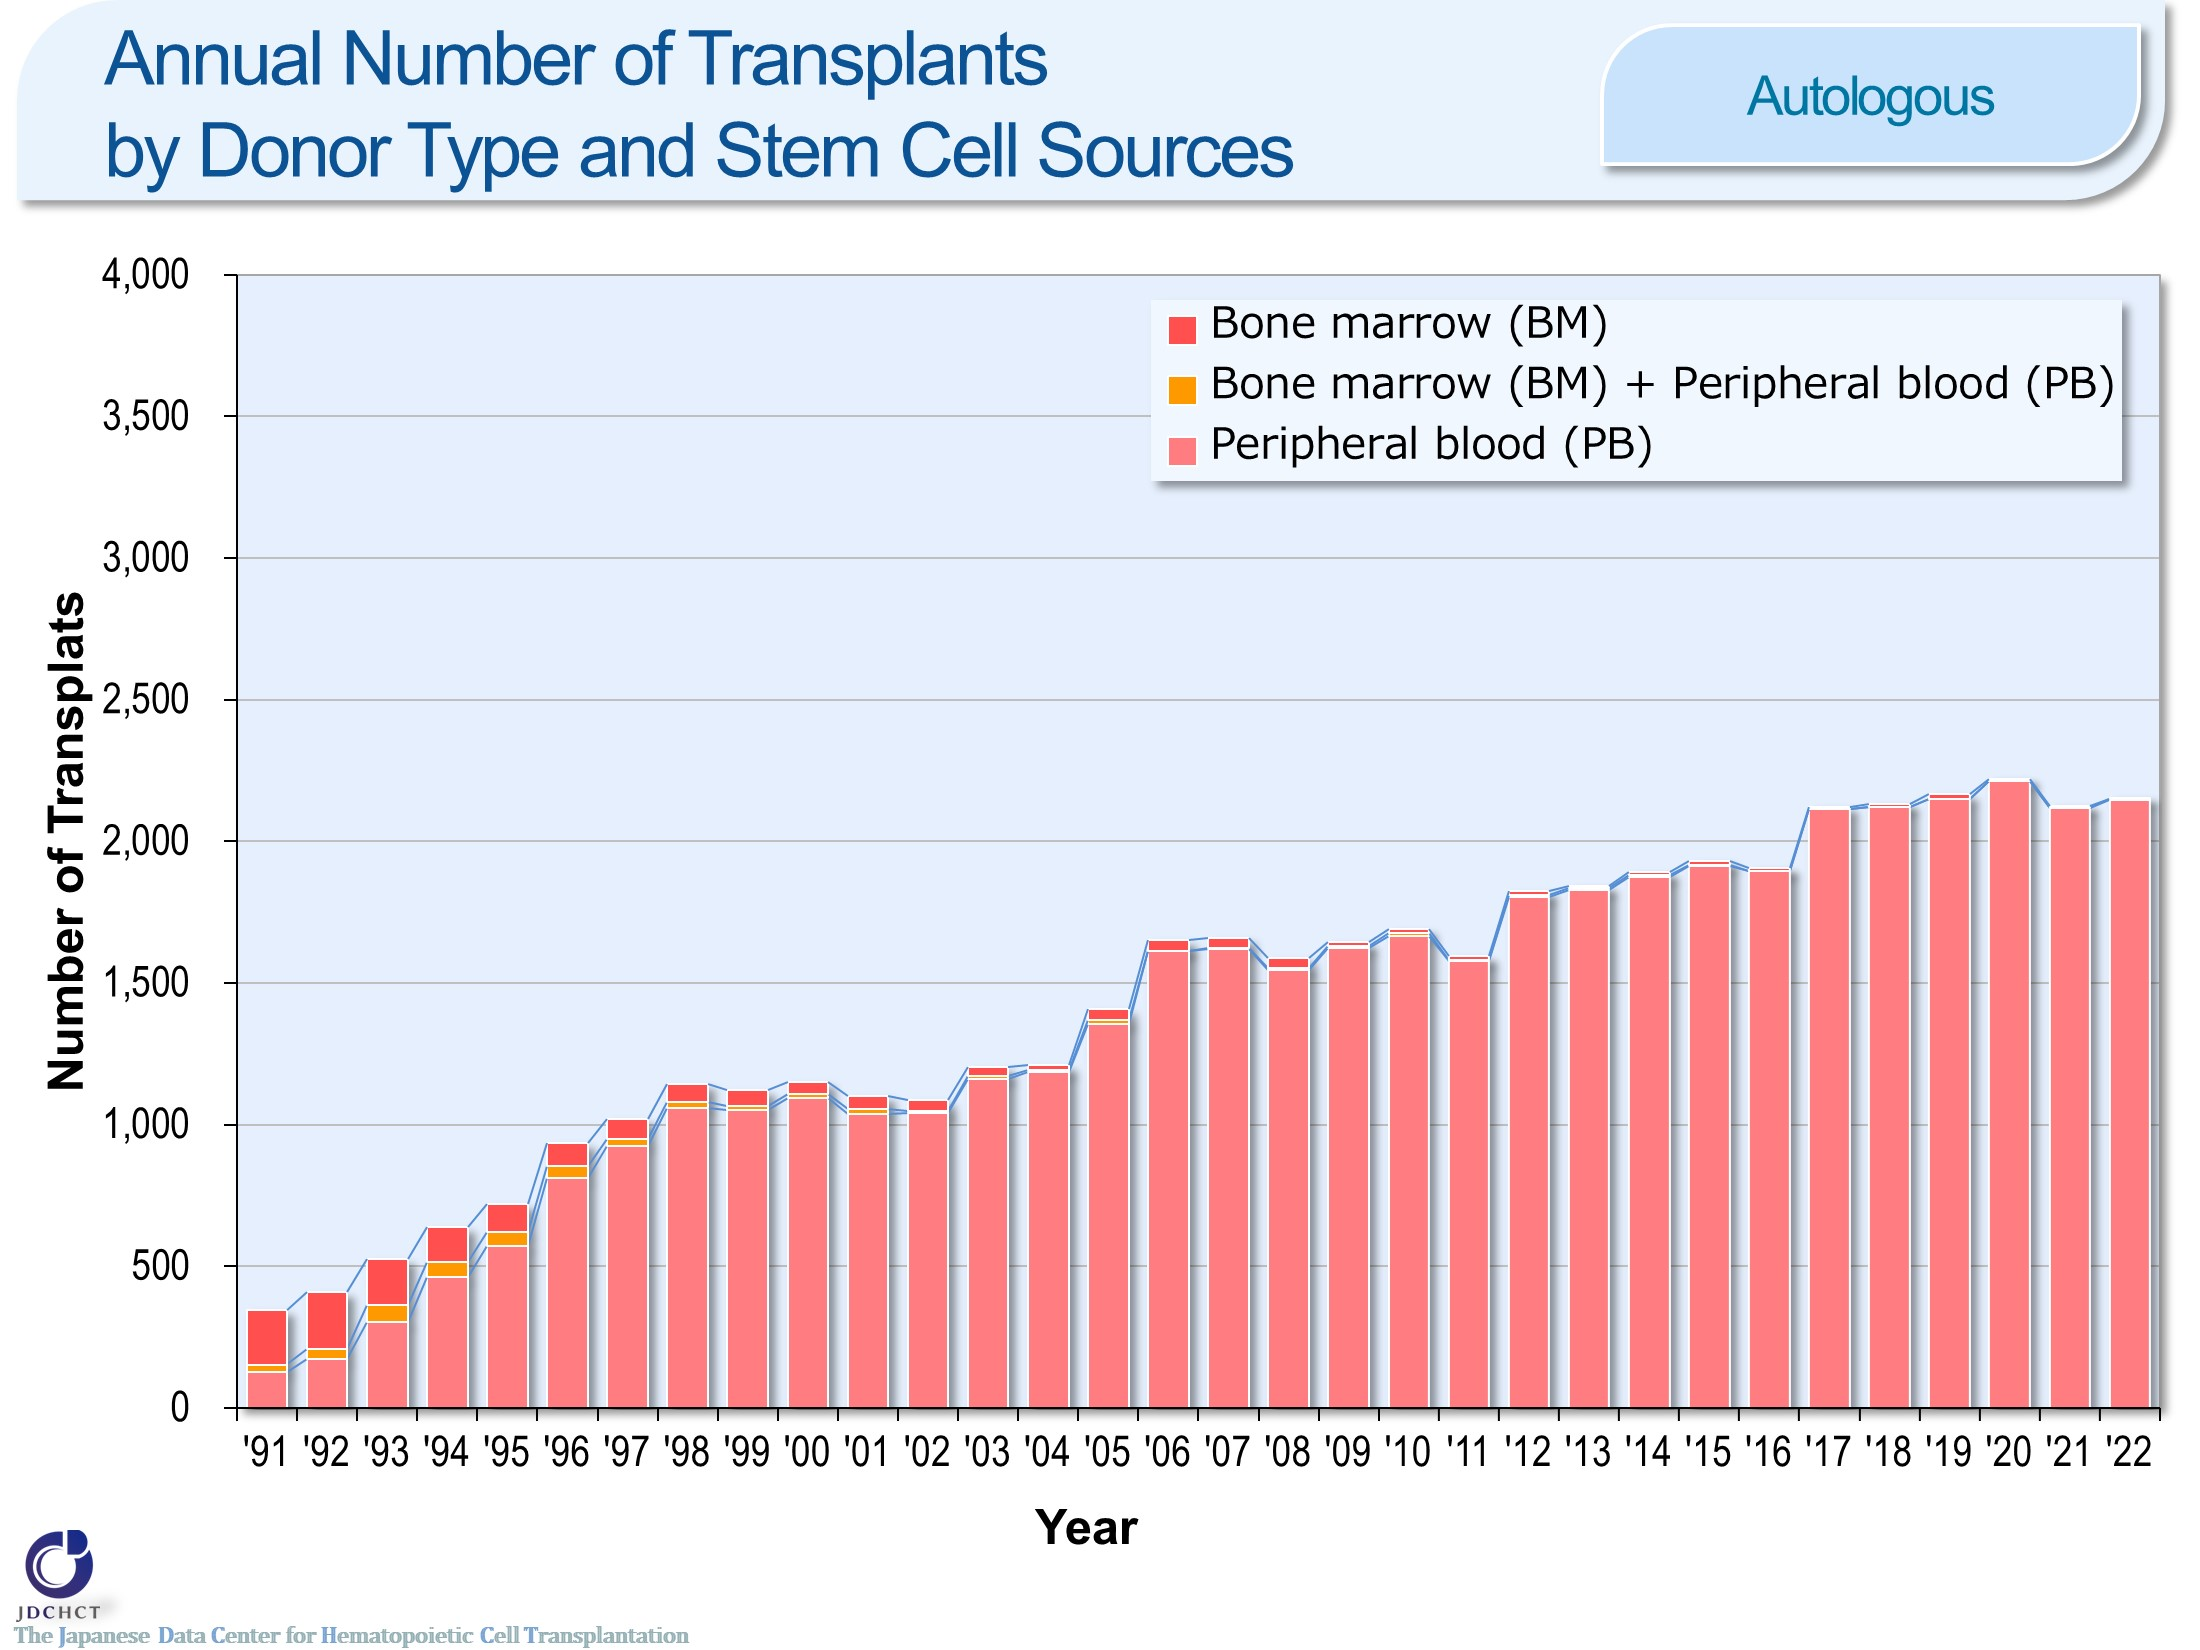 Annual Number of Transplants
by Donor Type and Stem Cell Sources
Autologous
4,000
3,500
3,000
2,500
2,000
1,500
1,000
500
0
Number of Transplats
Bone marrow (BM)
Bone marrow (BM) + Peripheral blood (PB)
Peripheral blood (PB)
'91 '92 '93 '94 '95 '96 '97 '98 '99 '00 '01 '02 '03 '04 '05 '06 '07 '08 '09 '10 '11 '12 '13 '14 '15 '16 '17 '18 '19 '20 '21 '22
Year
JDCHCT
The Japanese Data Center for Hematopoietic Cell Transplantation